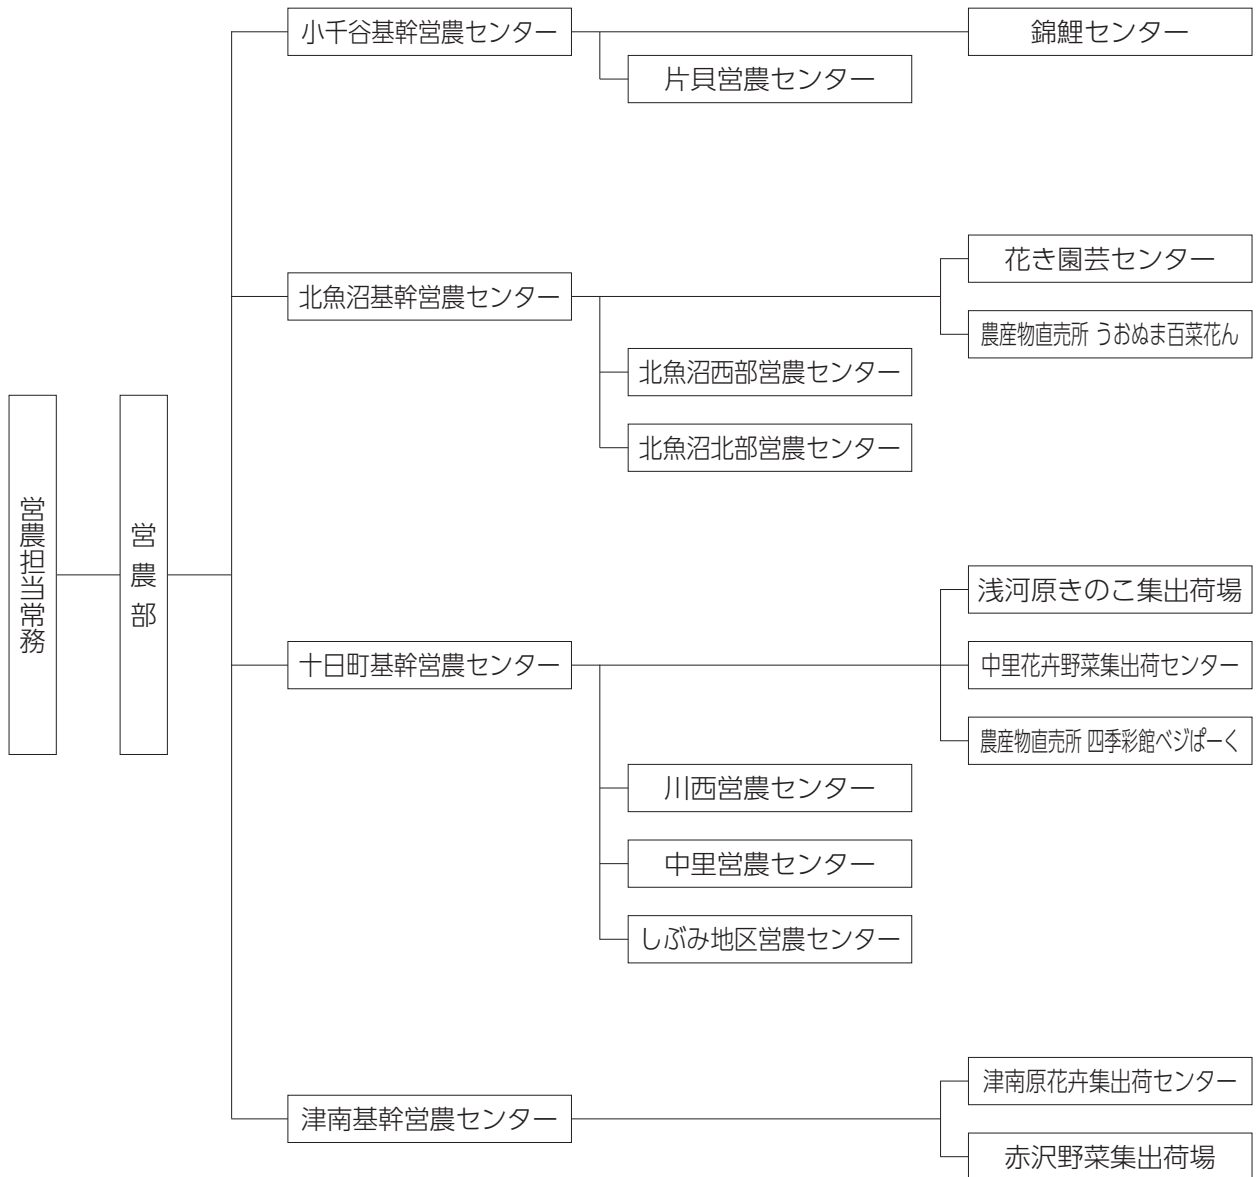 営農担当常務
営農部
小千谷基幹営農センター
片貝営農センター
錦鯉センター
北魚沼基幹営農センター
北魚沼西部営農センター
北魚沼北部営農センター
花き園芸センター
農産物直売所 うおぬま百菜花ん
十日町基幹営農センター
川西営農センター
中里営農センター
しぶみ地区営農センター
浅河原きのこ集出荷場
中里花卉野菜集出荷センター
農産物直売所 四季彩館ベジぱーく
津南基幹営農センター
津南原花卉集出荷センター
赤沢野菜集出荷場